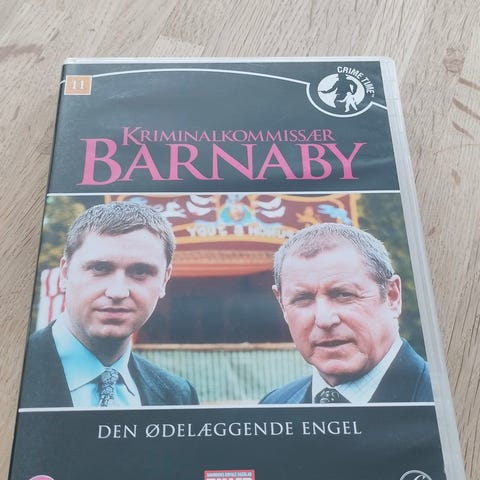 11
CRIME TIME
KRIMINALKOMMISSÆR
BARNABY
DEN ØDELÆGGENDE ENGEL